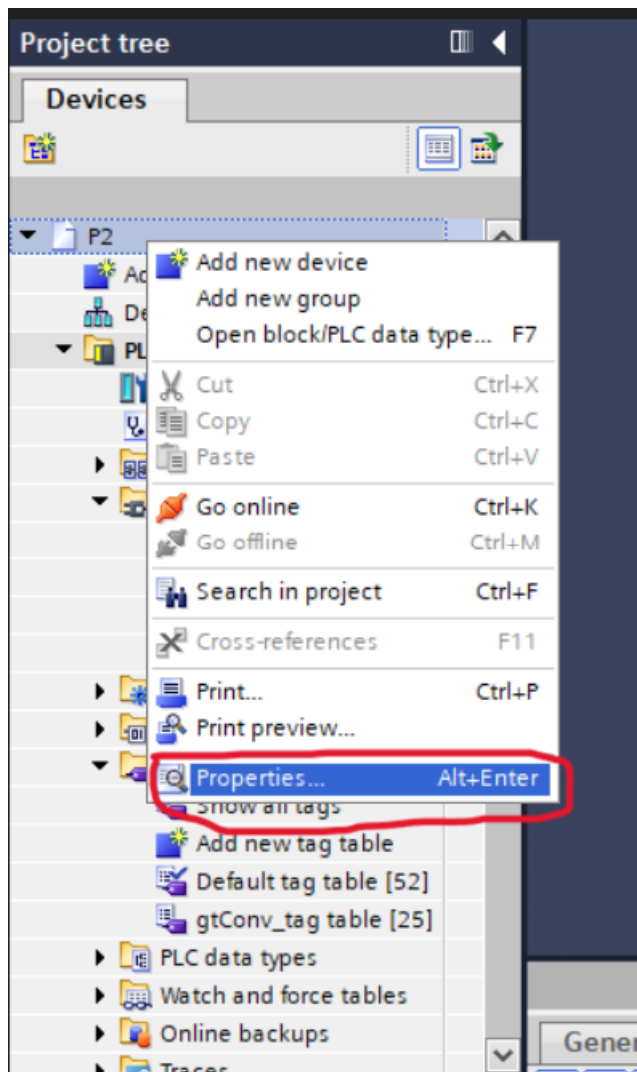 Project tree
Devices
P2
Add new device
Add new group
Open block/PLC data type... F7
Cut Ctrl+X
Copy Ctrl+C
Paste Ctrl+V
Go online Ctrl+K
Go offline Ctrl+M
Search in project Ctrl+F
Cross-references F11
Print... Ctrl+P
Print preview...
Properties... Alt+Enter
Show all tags
Add new tag table
Default tag table [52]
gtConv_tag table [25]
PLC data types
Watch and force tables
Online backups
Gener
Traces